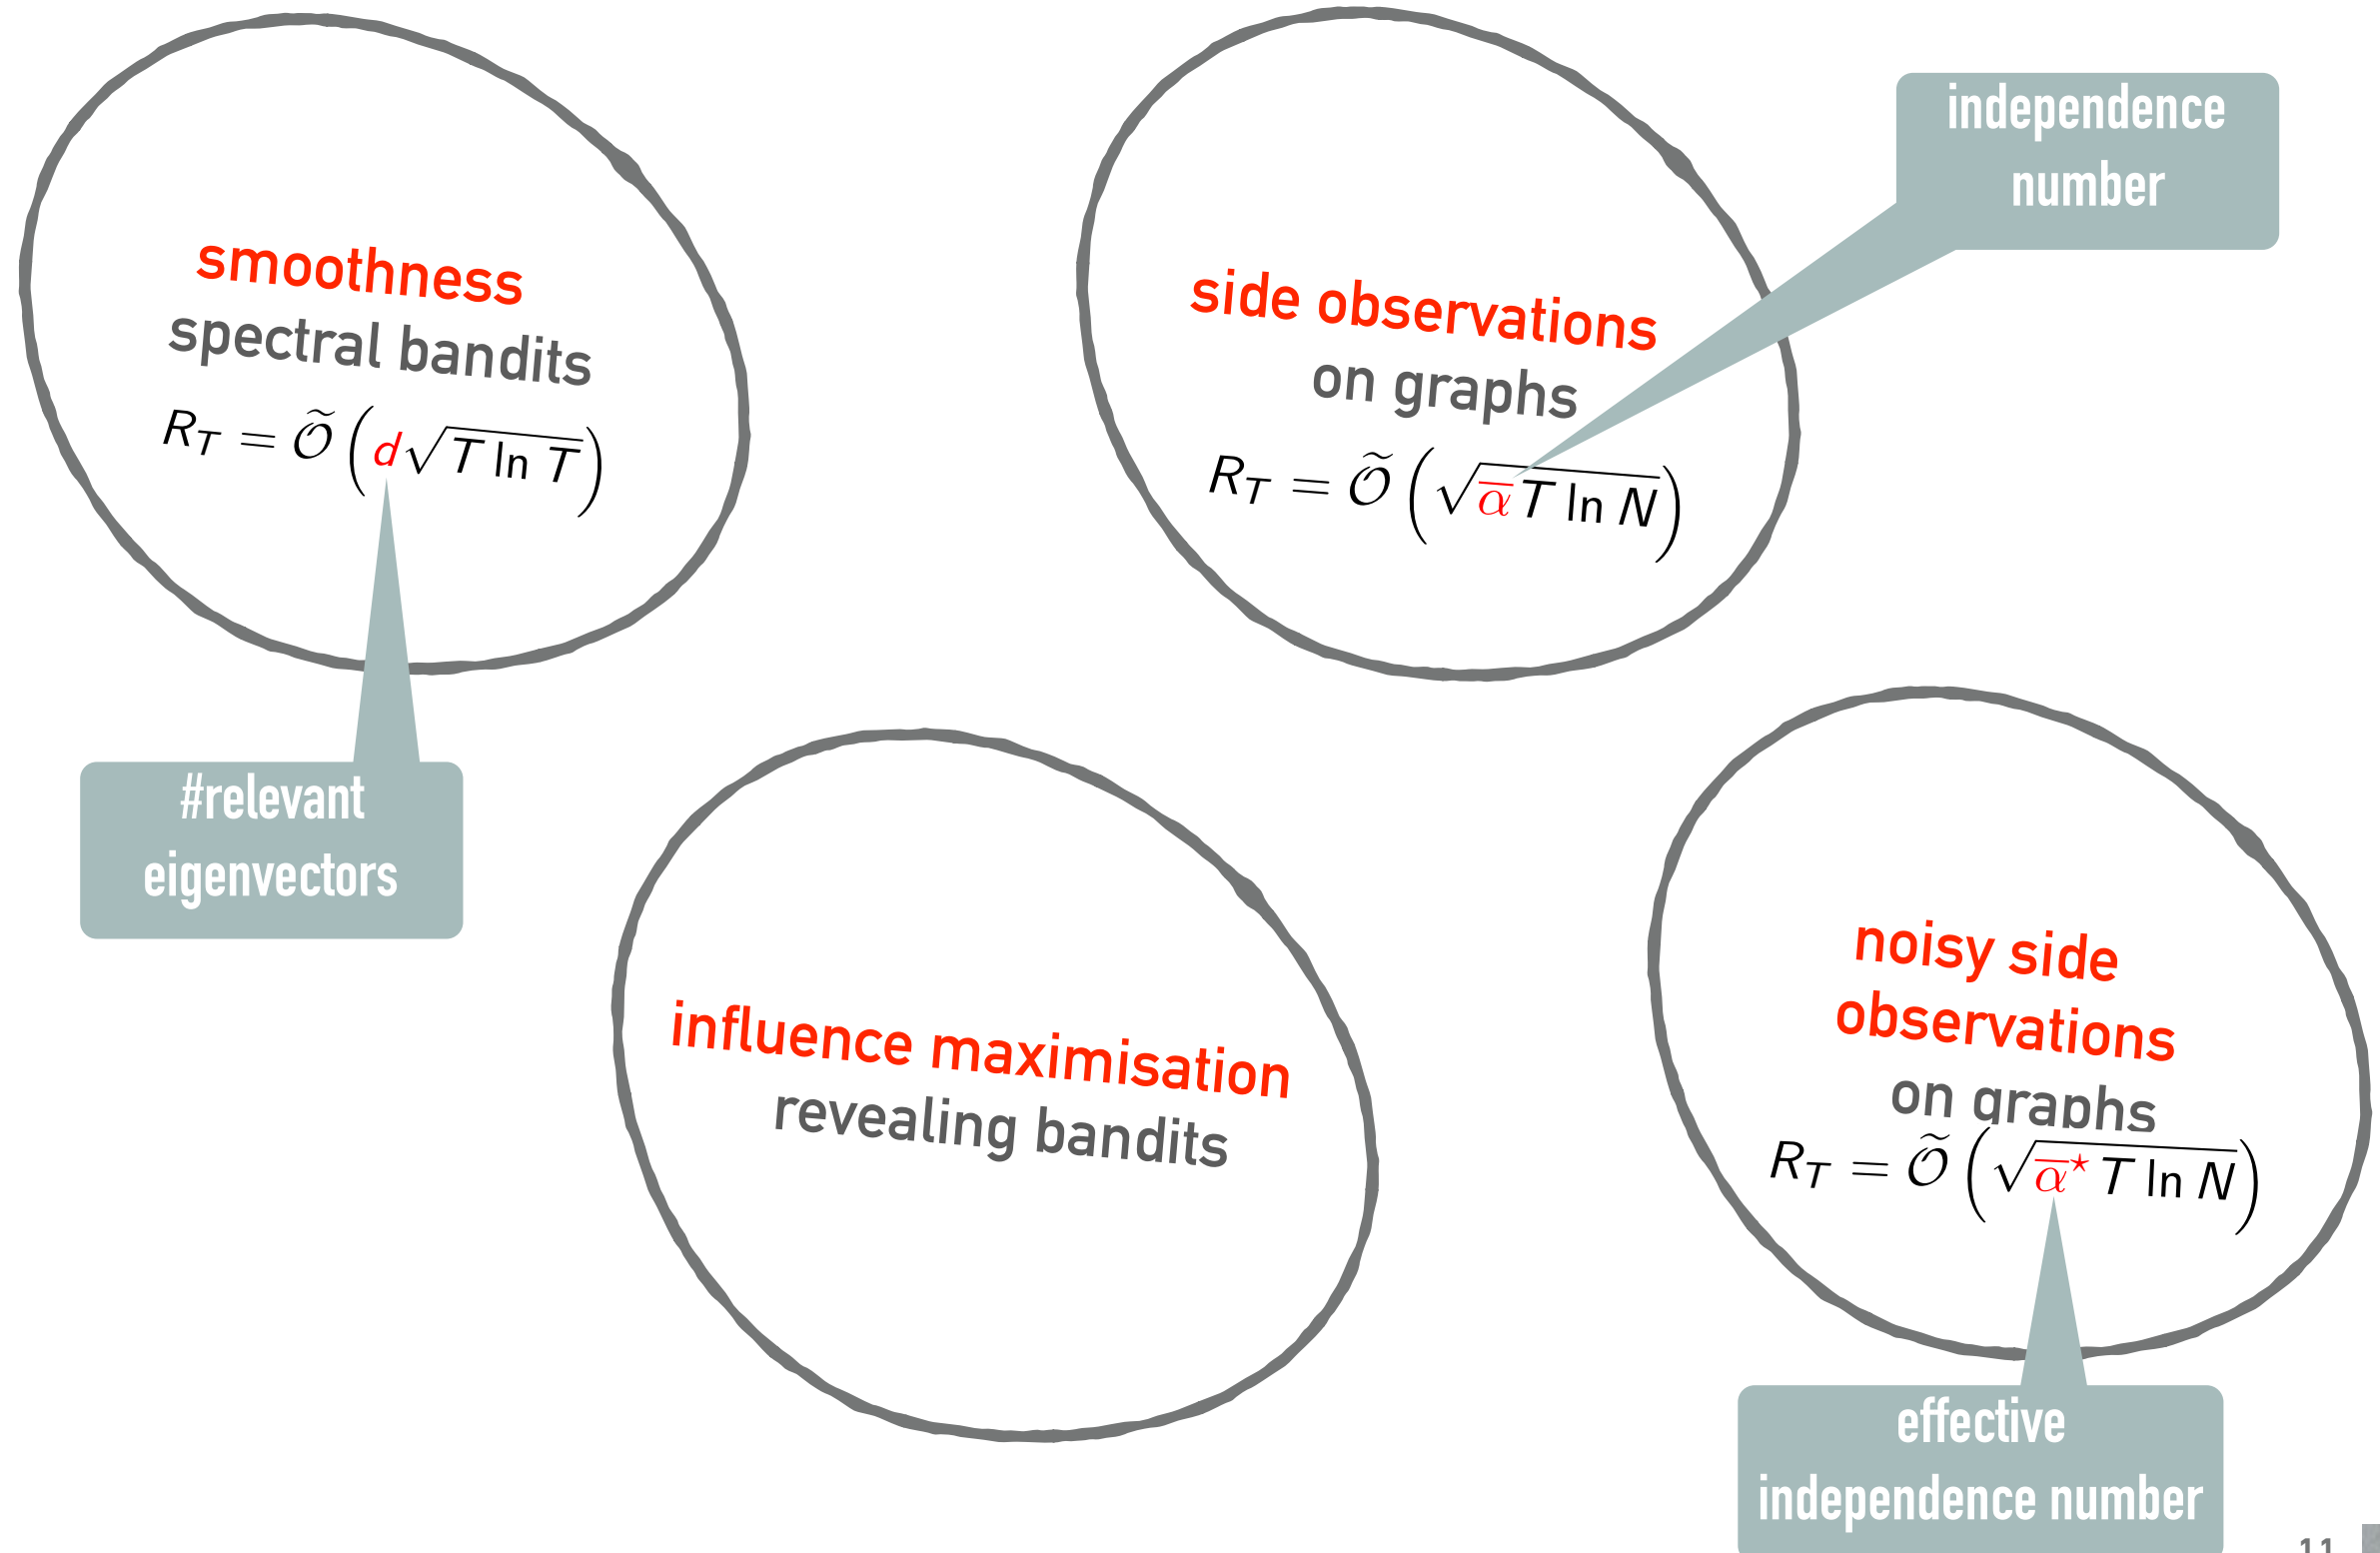 smoothness
spectral bandits
R_T = Õ (d √(T ln T))
#relevant
eigenvectors
side observations
on graphs
R_T = Õ (√(α̅ T ln N))
independence
number
influence maximisation
revealing bandits
noisy side
observations
on graphs
R_T = Õ (√(α̅* T ln N))
effective
independence number
11